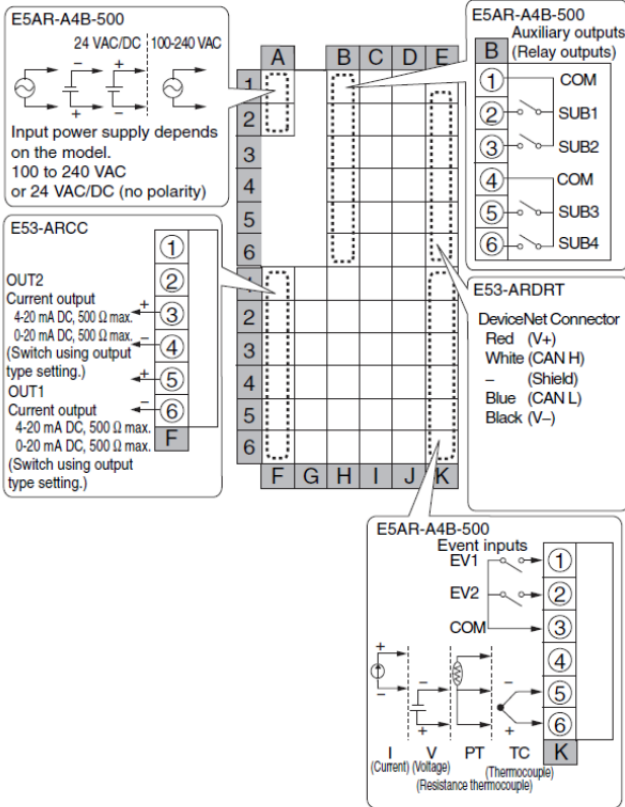 E5AR-A4B-500
24 VAC/DC 100-240 VAC
− + 
+ −
Input power supply depends
on the model.
100 to 240 VAC
or 24 VAC/DC (no polarity)
A B C D E
1
2
3
4
5
6
1
2
3
4
5
6
F G H I J K
E5AR-A4B-500
Auxiliary outputs
(Relay outputs)
B
1 COM
2 SUB1
3 SUB2
4 COM
5 SUB3
6 SUB4
E53-ARCC
1
2
3
4
5
6
F
OUT2
Current output
4-20 mA DC, 500 Ω max. +
0-20 mA DC, 500 Ω max. −
(Switch using output
type setting.) +
OUT1
Current output −
4-20 mA DC, 500 Ω max.
0-20 mA DC, 500 Ω max.
(Switch using output
type setting.)
E53-ARDRT
DeviceNet Connector
Red (V+)
White (CAN H)
– (Shield)
Blue (CAN L)
Black (V–)
E5AR-A4B-500
Event inputs
EV1 1
EV2 2
COM 3
4
5
6
K
+ − − −
− + +
I V PT TC
(Current) (Voltage) (Thermocouple)
(Resistance thermocouple)